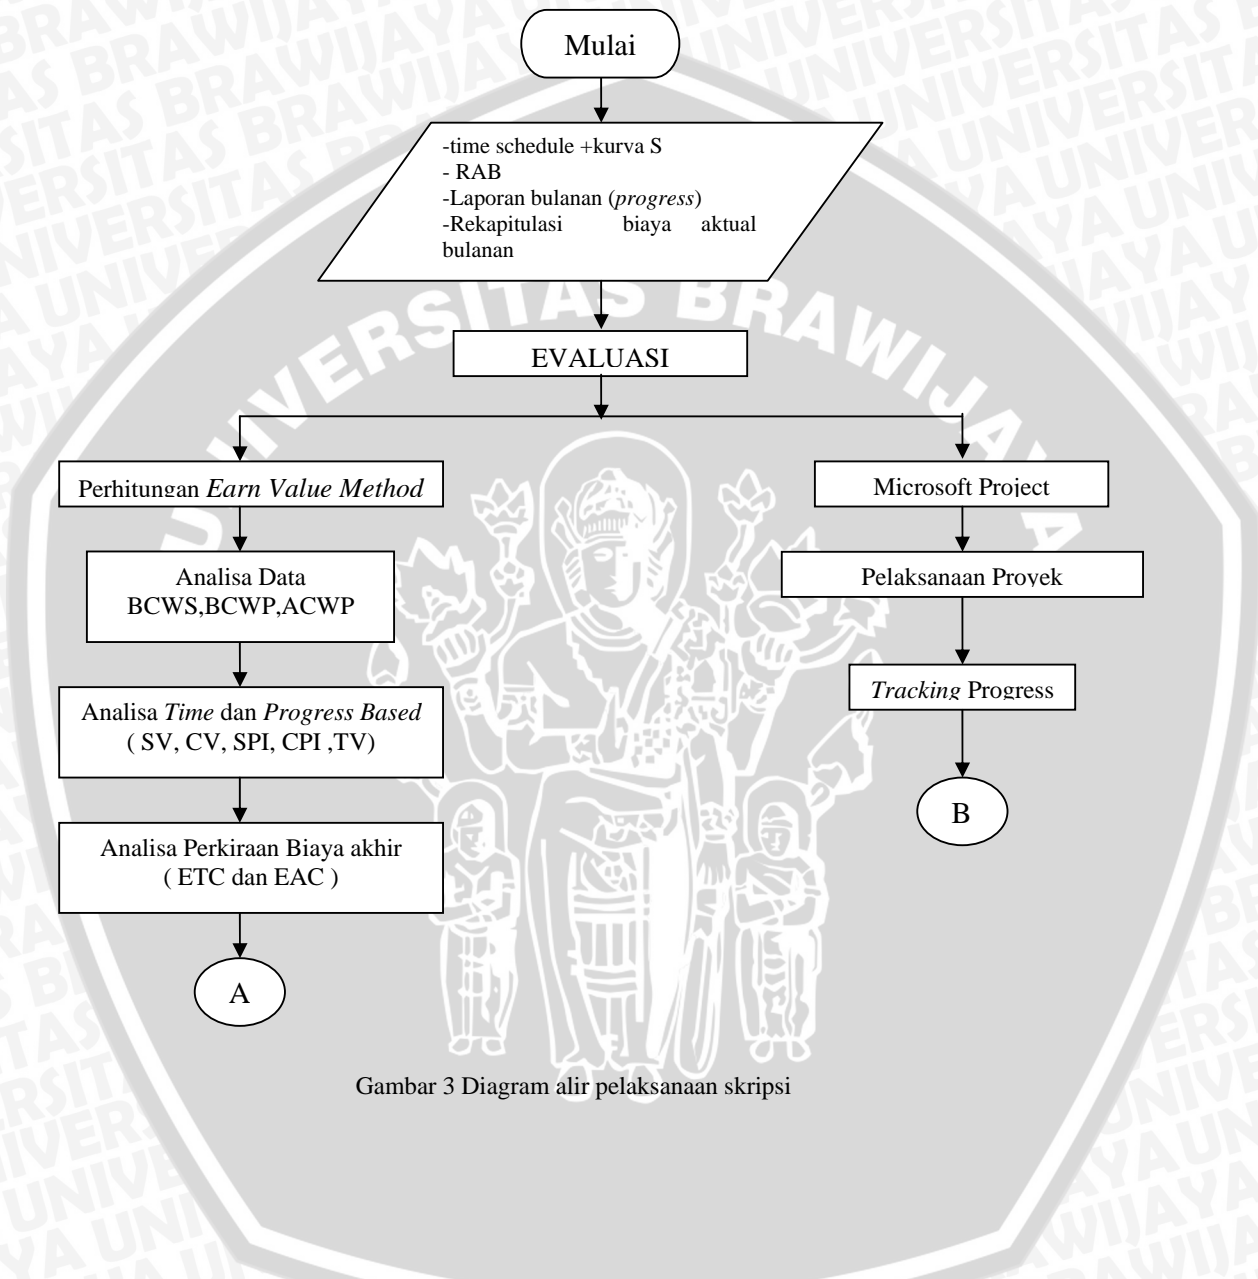 Mulai
-time schedule +kurva S
- RAB
-Laporan bulanan (progress)
-Rekapitulasi biaya aktual
bulanan
EVALUASI
Perhitungan Earn Value Method
Analisa Data
BCWS,BCWP,ACWP
Analisa Time dan Progress Based
( SV, CV, SPI, CPI ,TV)
Analisa Perkiraan Biaya akhir
( ETC dan EAC )
A
Microsoft Project
Pelaksanaan Proyek
Tracking Progress
B
Gambar 3 Diagram alir pelaksanaan skripsi
UNIVERSITAS BRAWIJAYA